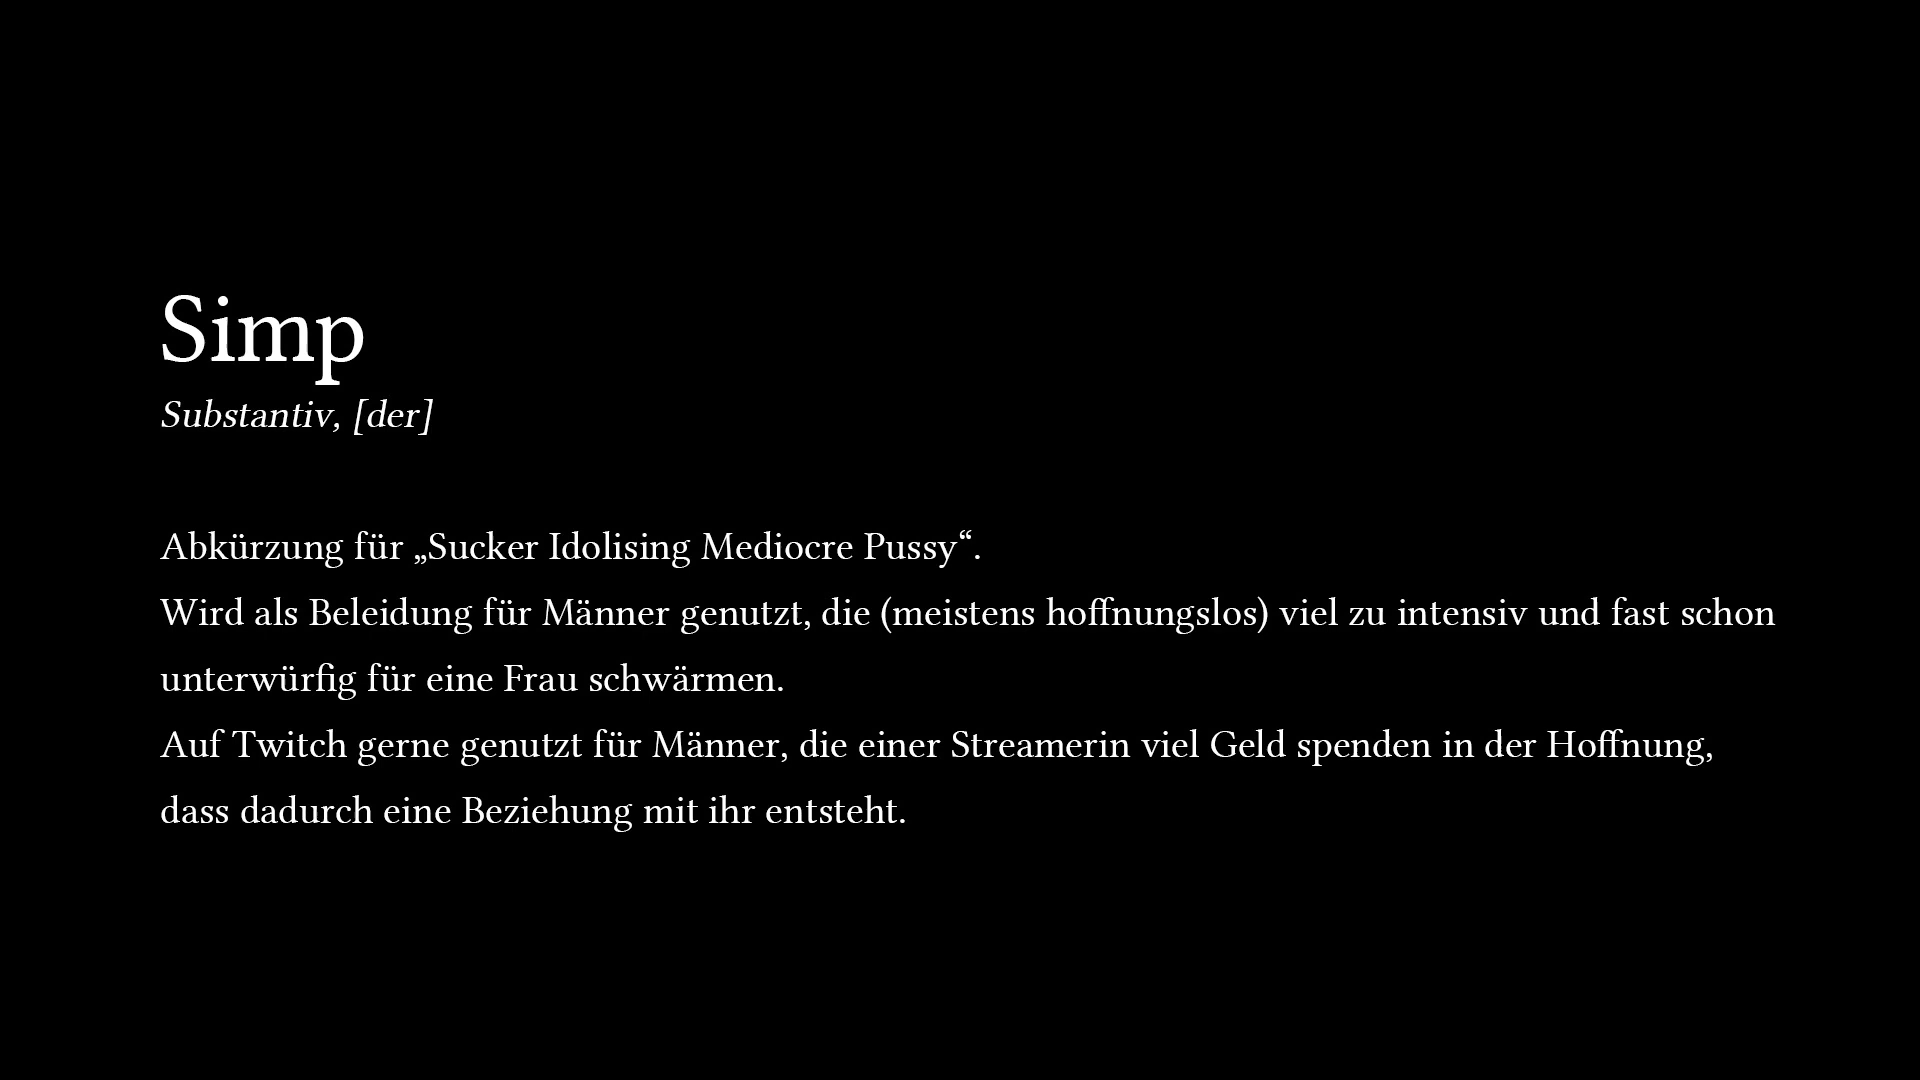 Simp
Substantiv, [der]
Abkürzung für „Sucker Idolising Mediocre Pussy“.
Wird als Beleidung für Männer genutzt, die (meistens hoffnungslos) viel zu intensiv und fast schon
unterwürfig für eine Frau schwärmen.
Auf Twitch gerne genutzt für Männer, die einer Streamerin viel Geld spenden in der Hoffnung,
dass dadurch eine Beziehung mit ihr entsteht.